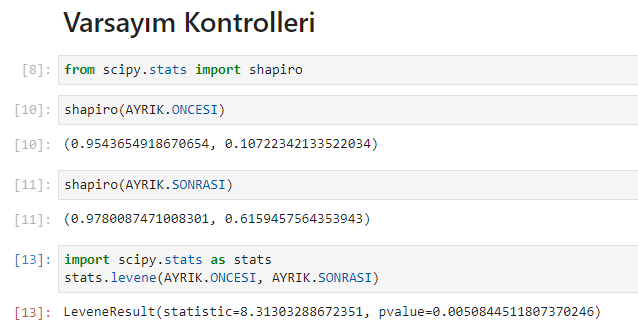 Varsayım Kontrolleri
[8]: from scipy.stats import shapiro
[10]: shapiro(AYRIK.ONCESI)
[10]: (0.9543654918670654, 0.10722342133522034)
[11]: shapiro(AYRIK.SONRASI)
[11]: (0.9780087471008301, 0.6159457564353943)
[13]: import scipy.stats as stats
stats.levene(AYRIK.ONCESI, AYRIK.SONRASI)
[13]: LeveneResult(statistic=8.31303288672351, pvalue=0.0050844511807370246)